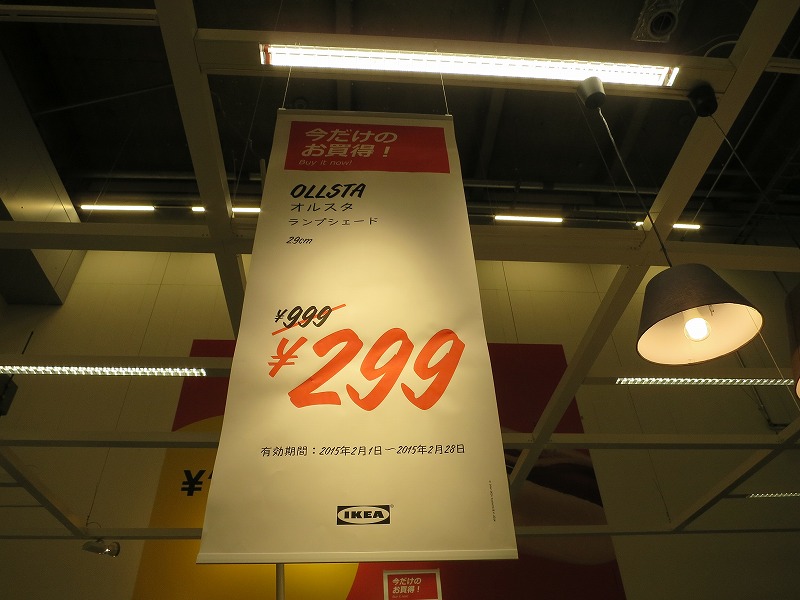 今だけの
お買得！
Buy it now!
OLLSTA
オルスタ
ランプシェード
29cm
¥999
¥299
有効期間：2015年2月1日－2015年2月28日
IKEA
¥
今だけの
お買得！